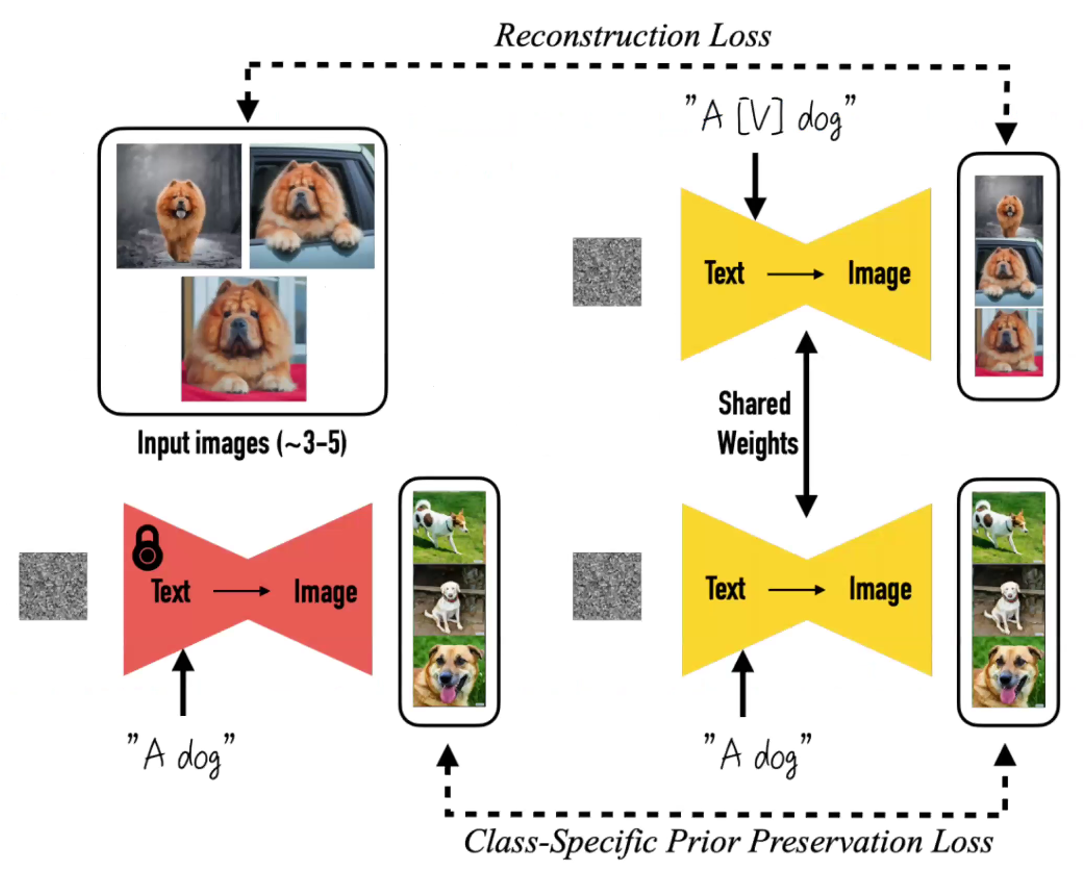 Reconstruction Loss
"A [V] dog"
Text → Image
Input images (~3-5)
Shared
Weights
Text → Image
"A dog"
Text → Image
"A dog"
Class-Specific Prior Preservation Loss